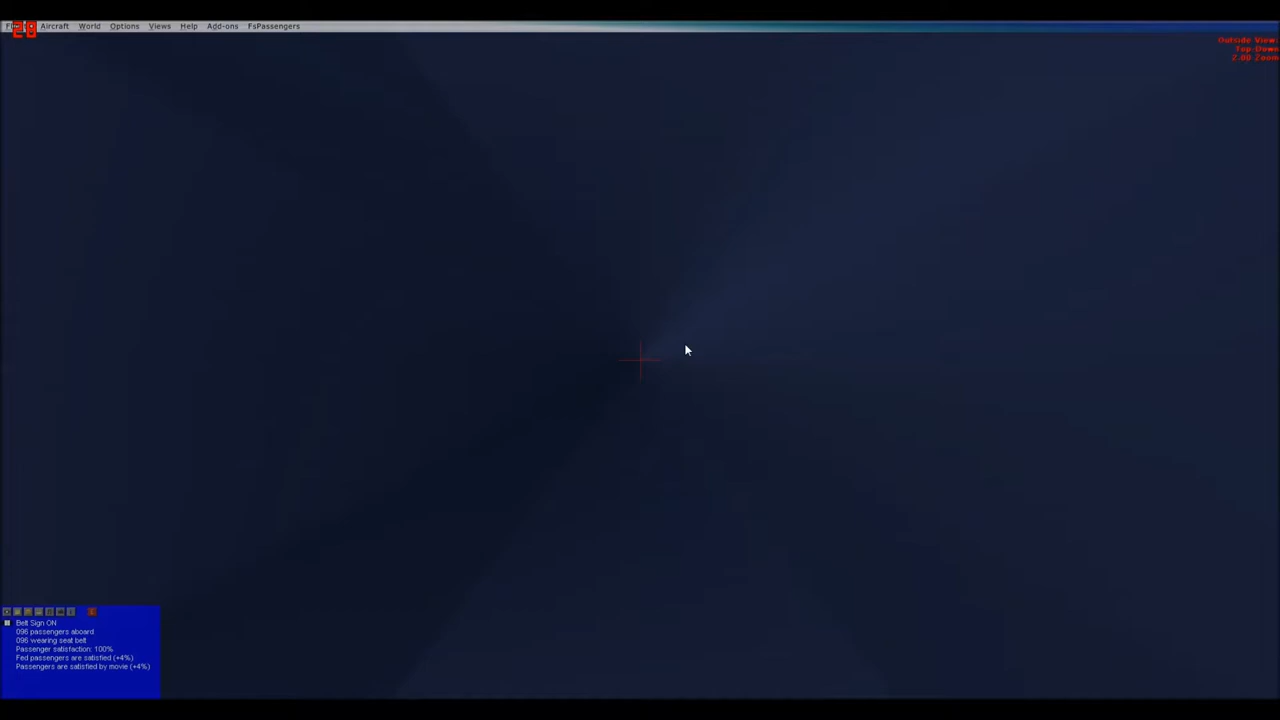 Aircraft World Options Views Help Add-ons FsPassengers
28
Outside View:
Top-Down
2.00 Zoom
Belt Sign ON
096 passengers aboard
096 wearing seat belt
Passenger satisfaction: 100%
Fed passengers are satisfied (+4%)
Passengers are satisfied by movie (+4%)